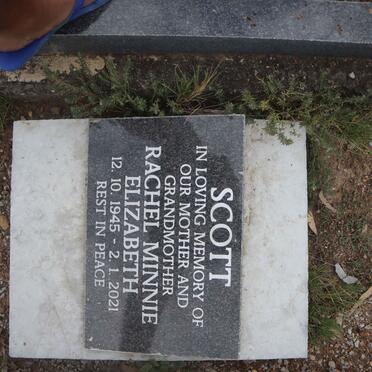 SCOTT
IN LOVING MEMORY OF
OUR MOTHER AND
GRANDMOTHER
RACHEL MINNIE
ELIZABETH
12. 10. 1945 - 2. 1. 2021
REST IN PEACE